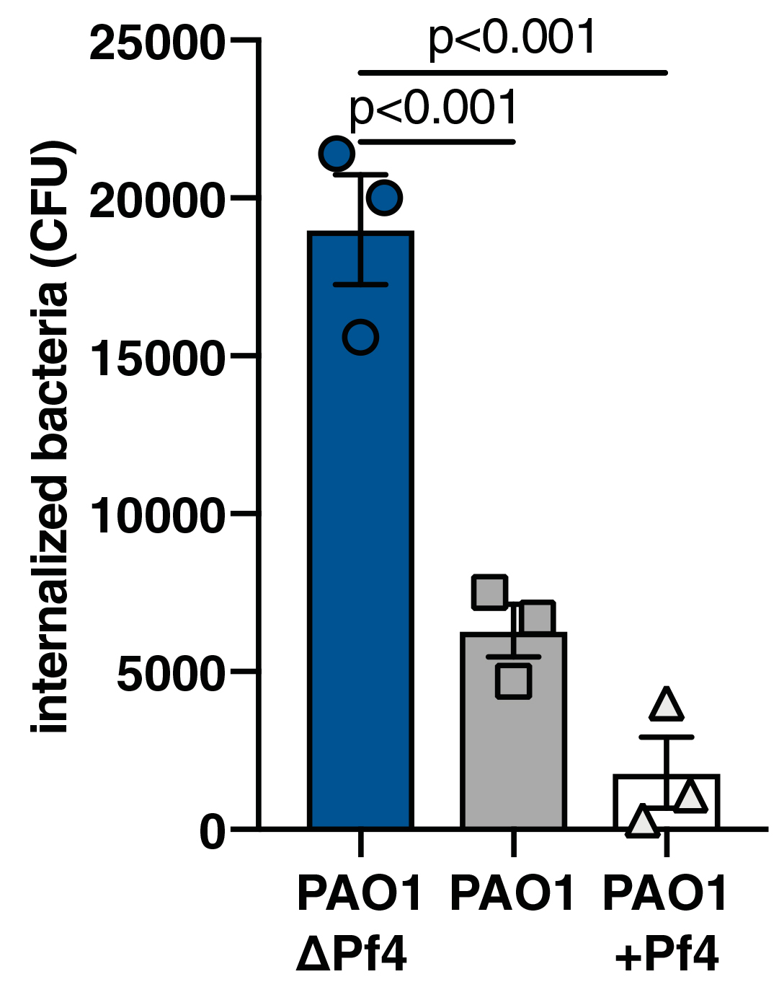 p<0.001
p<0.001
25000
20000
15000
10000
5000
0
internalized bacteria (CFU)
PAO1 PAO1 PAO1
ΔPf4 +Pf4